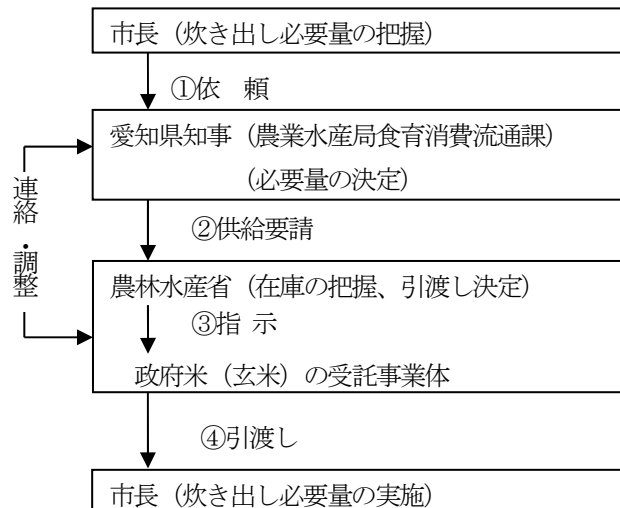 市長（炊き出し必要量の把握）
①依　頼
愛知県知事（農業水産局食育消費流通課）
（必要量の決定）
連絡・調整
②供給要請
農林水産省（在庫の把握、引渡し決定）
③指 示
政府米（玄米）の受託事業体
④引渡し
市長（炊き出し必要量の実施）